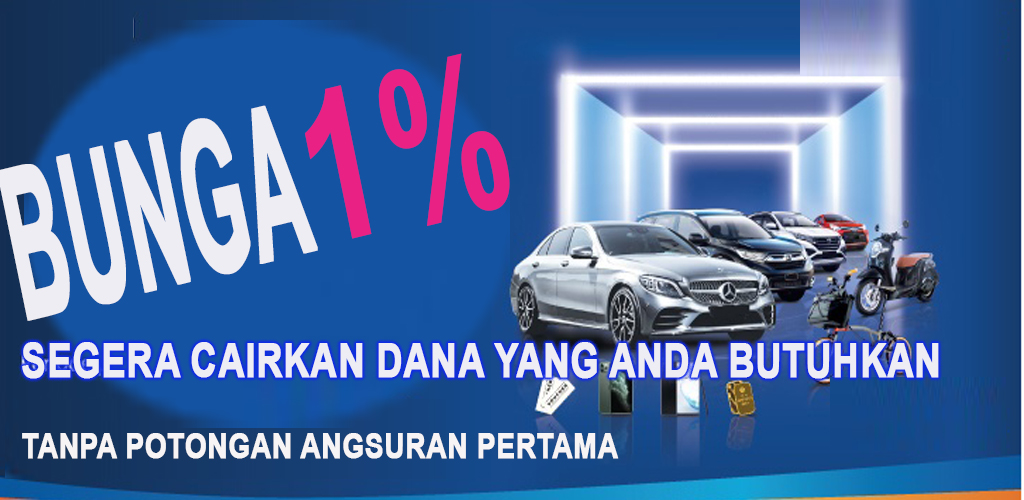 BUNGA 1%
SEGERA CAIRKAN DANA YANG ANDA BUTUHKAN
TANPA POTONGAN ANGSURAN PERTAMA